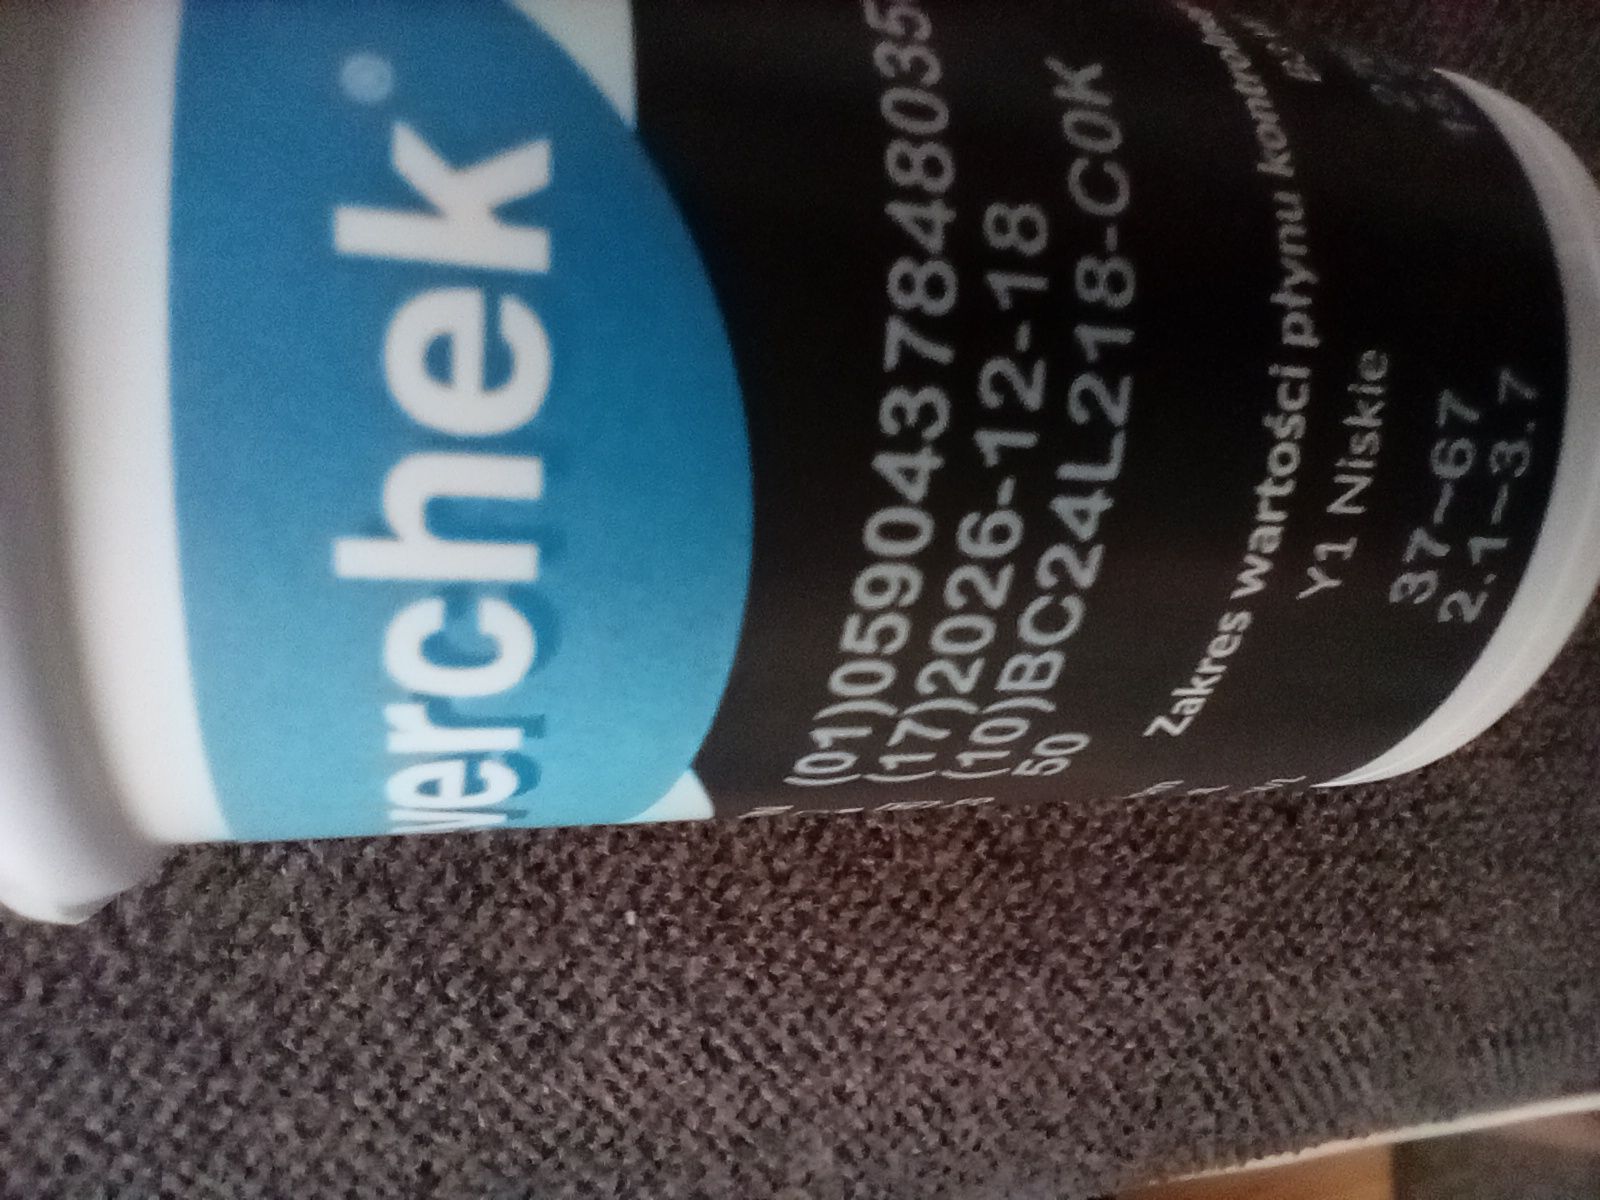 verchek®
(01)0590437848035
(17)2026-12-18
(10)BC24L218-C0K
50
Zakres wartości płynu
Y1 Niskie
37–67
2.1–3.7